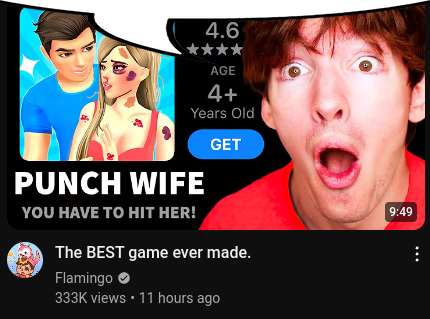 4.6
★★★★
AGE
4+
Years Old
GET
PUNCH WIFE
YOU HAVE TO HIT HER!
9:49
The BEST game ever made.
Flamingo
333K views • 11 hours ago